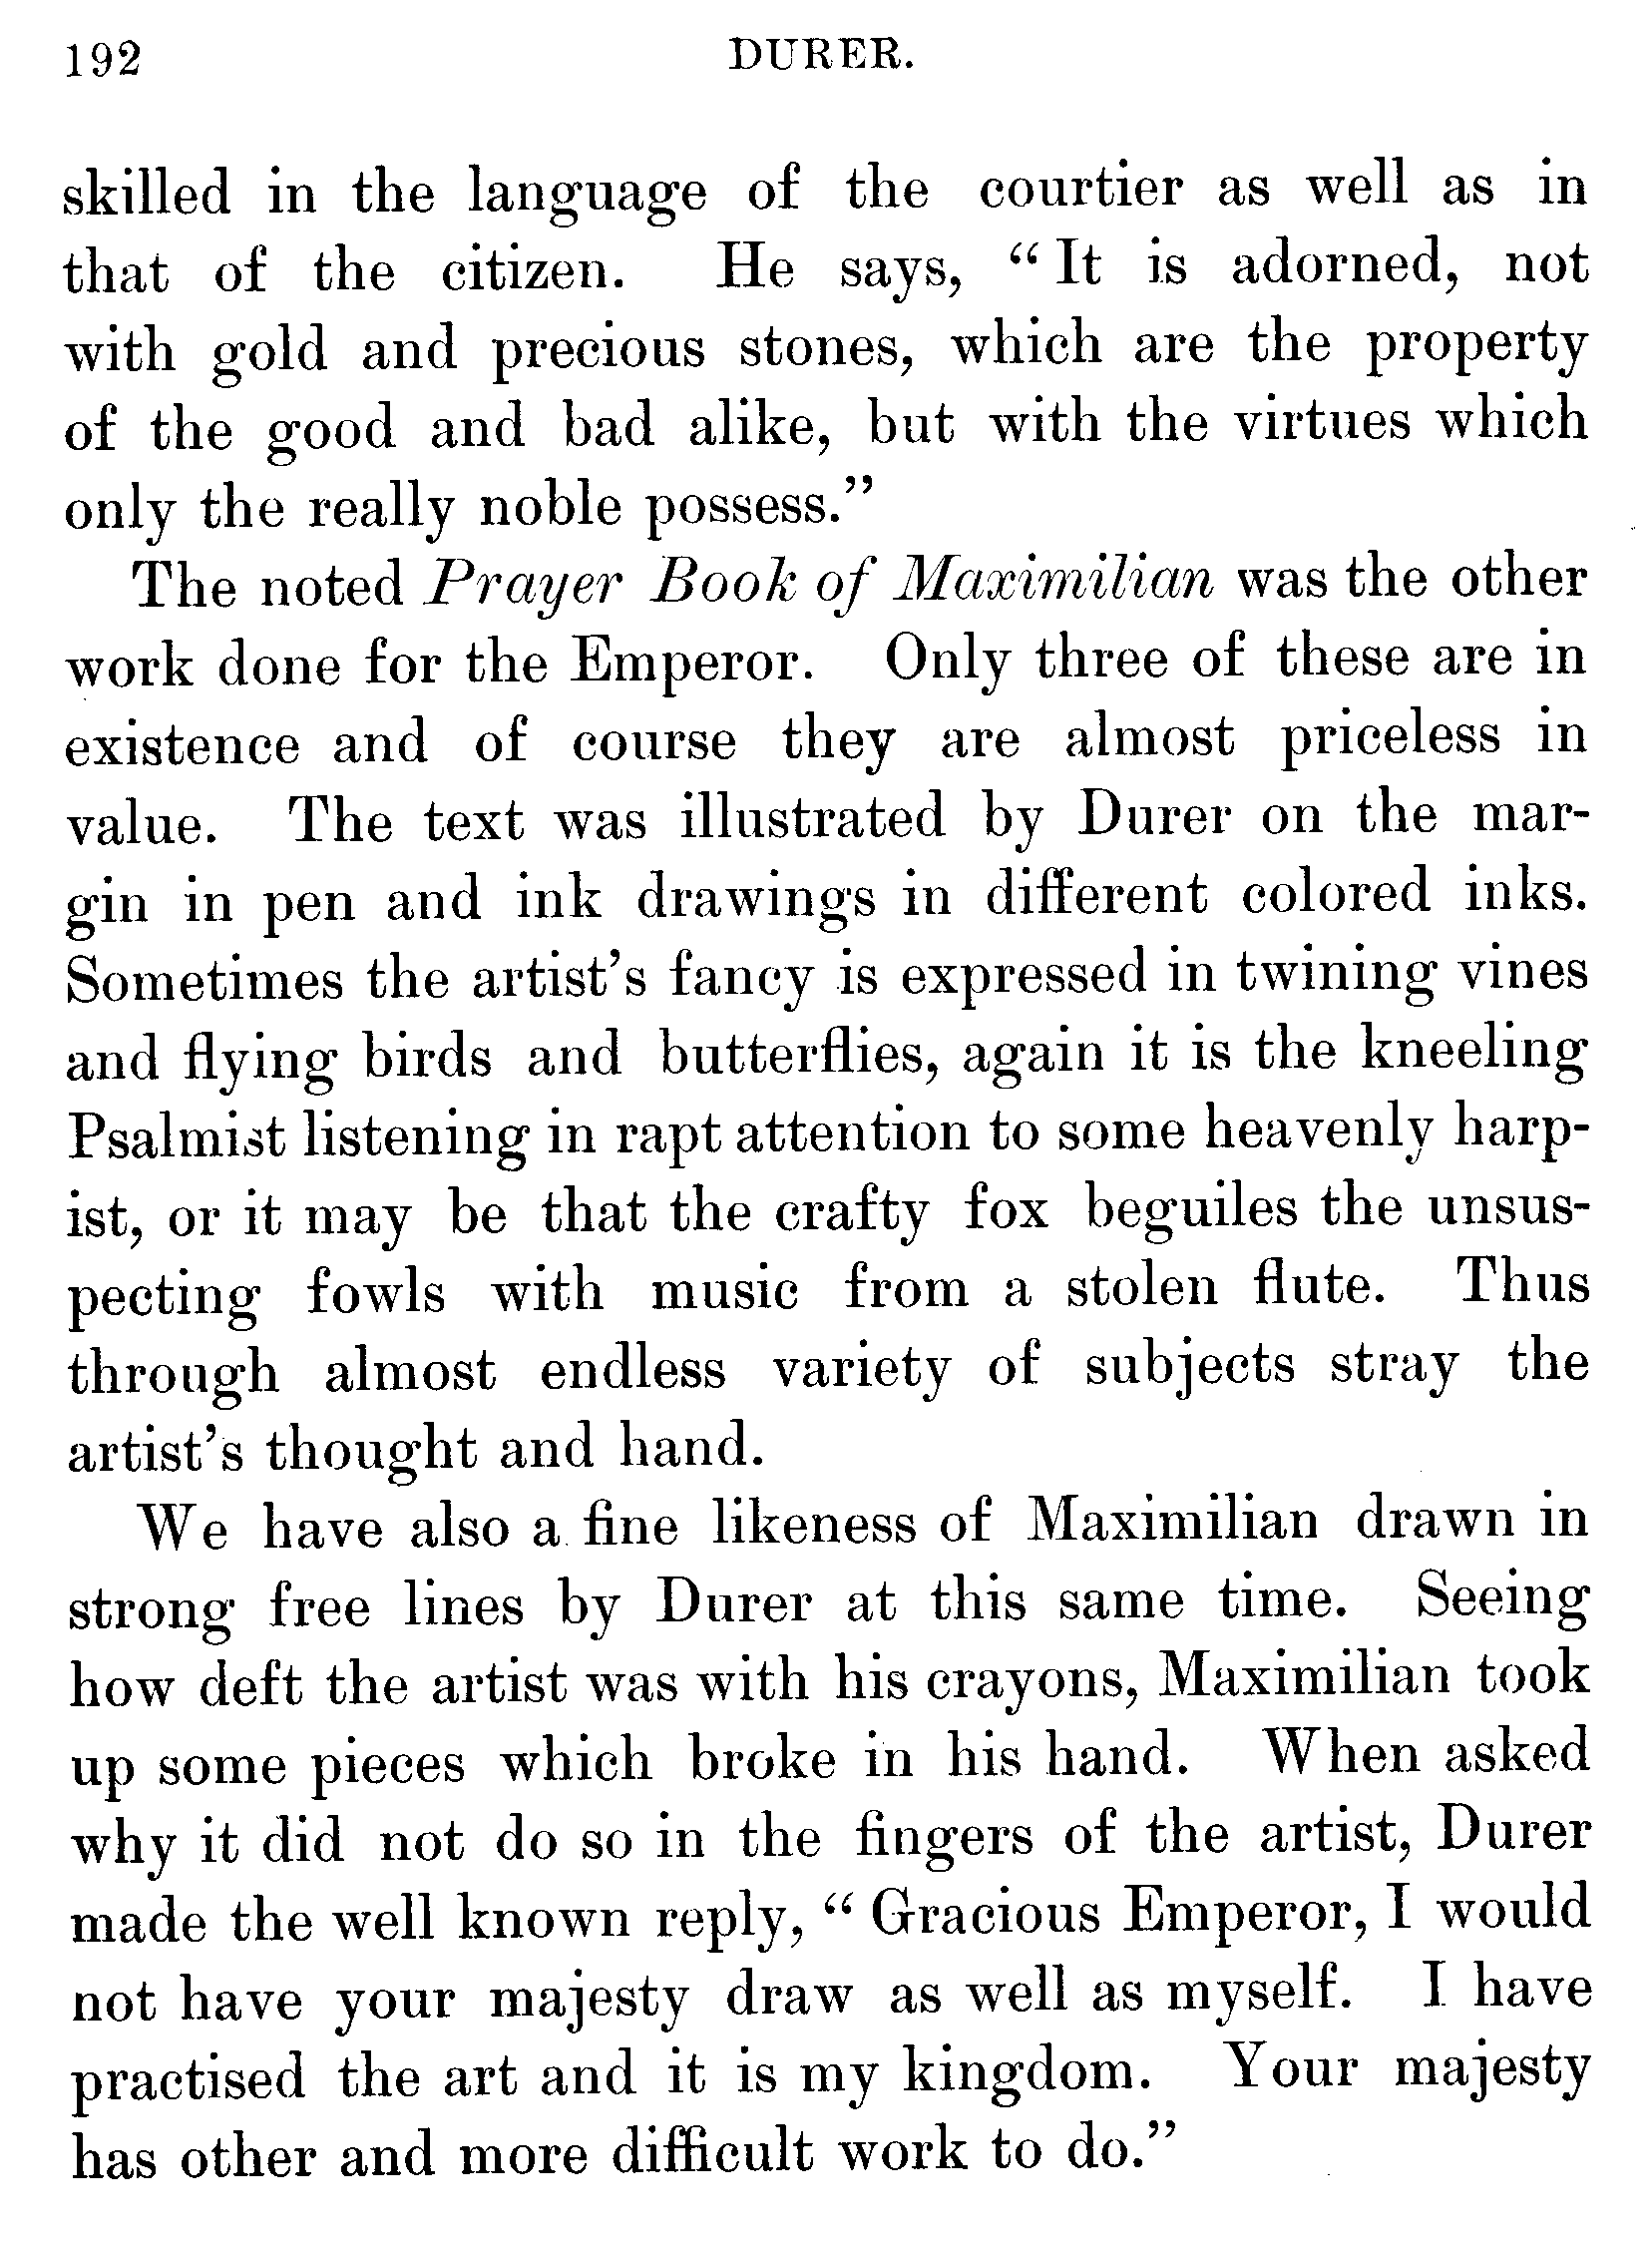 192 DURER.
skilled in the language of the courtier as well as in
that of the citizen. He says, “ It is adorned, not
with gold and precious stones, which are the property
of the good and bad alike, but with the virtues which
only the really noble possess.”
The noted Prayer Book of Maximilian was the other
work done for the Emperor. Only three of these are in
existence and of course they are almost priceless in
value. The text was illustrated by Durer on the mar-
gin in pen and ink drawings in different colored inks.
Sometimes the artist’s fancy is expressed in twining vines
and flying birds and butterflies, again it is the kneeling
Psalmist listening in rapt attention to some heavenly harp-
ist, or it may be that the crafty fox beguiles the unsus-
pecting fowls with music from a stolen flute. Thus
through almost endless variety of subjects stray the
artist’s thought and hand.
We have also a fine likeness of Maximilian drawn in
strong free lines by Durer at this same time. Seeing
how deft the artist was with his crayons, Maximilian took
up some pieces which broke in his hand. When asked
why it did not do so in the fingers of the artist, Durer
made the well known reply, “ Gracious Emperor, I would
not have your majesty draw as well as myself. I have
practised the art and it is my kingdom. Your majesty
has other and more difficult work to do.”